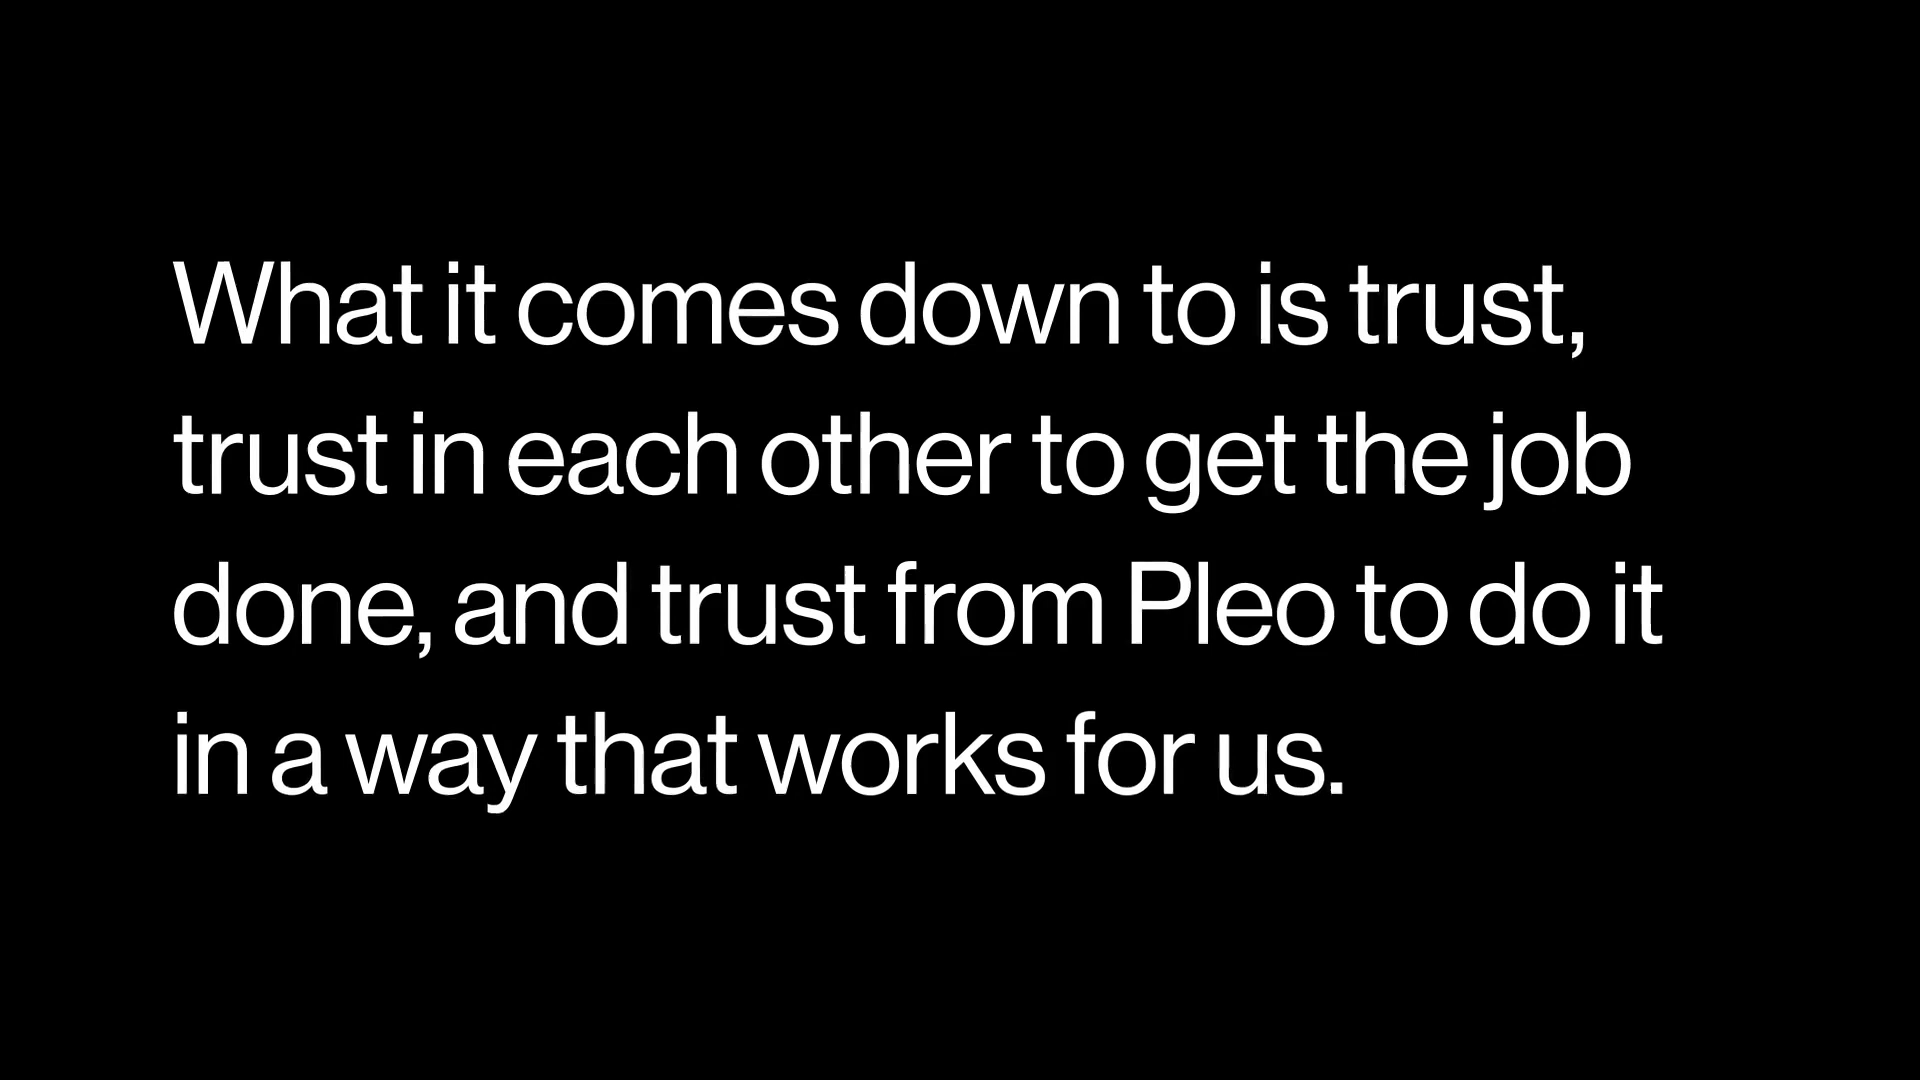 What it comes down to is trust,
trust in each other to get the job
done, and trust from Pleo to do it
in a way that works for us.